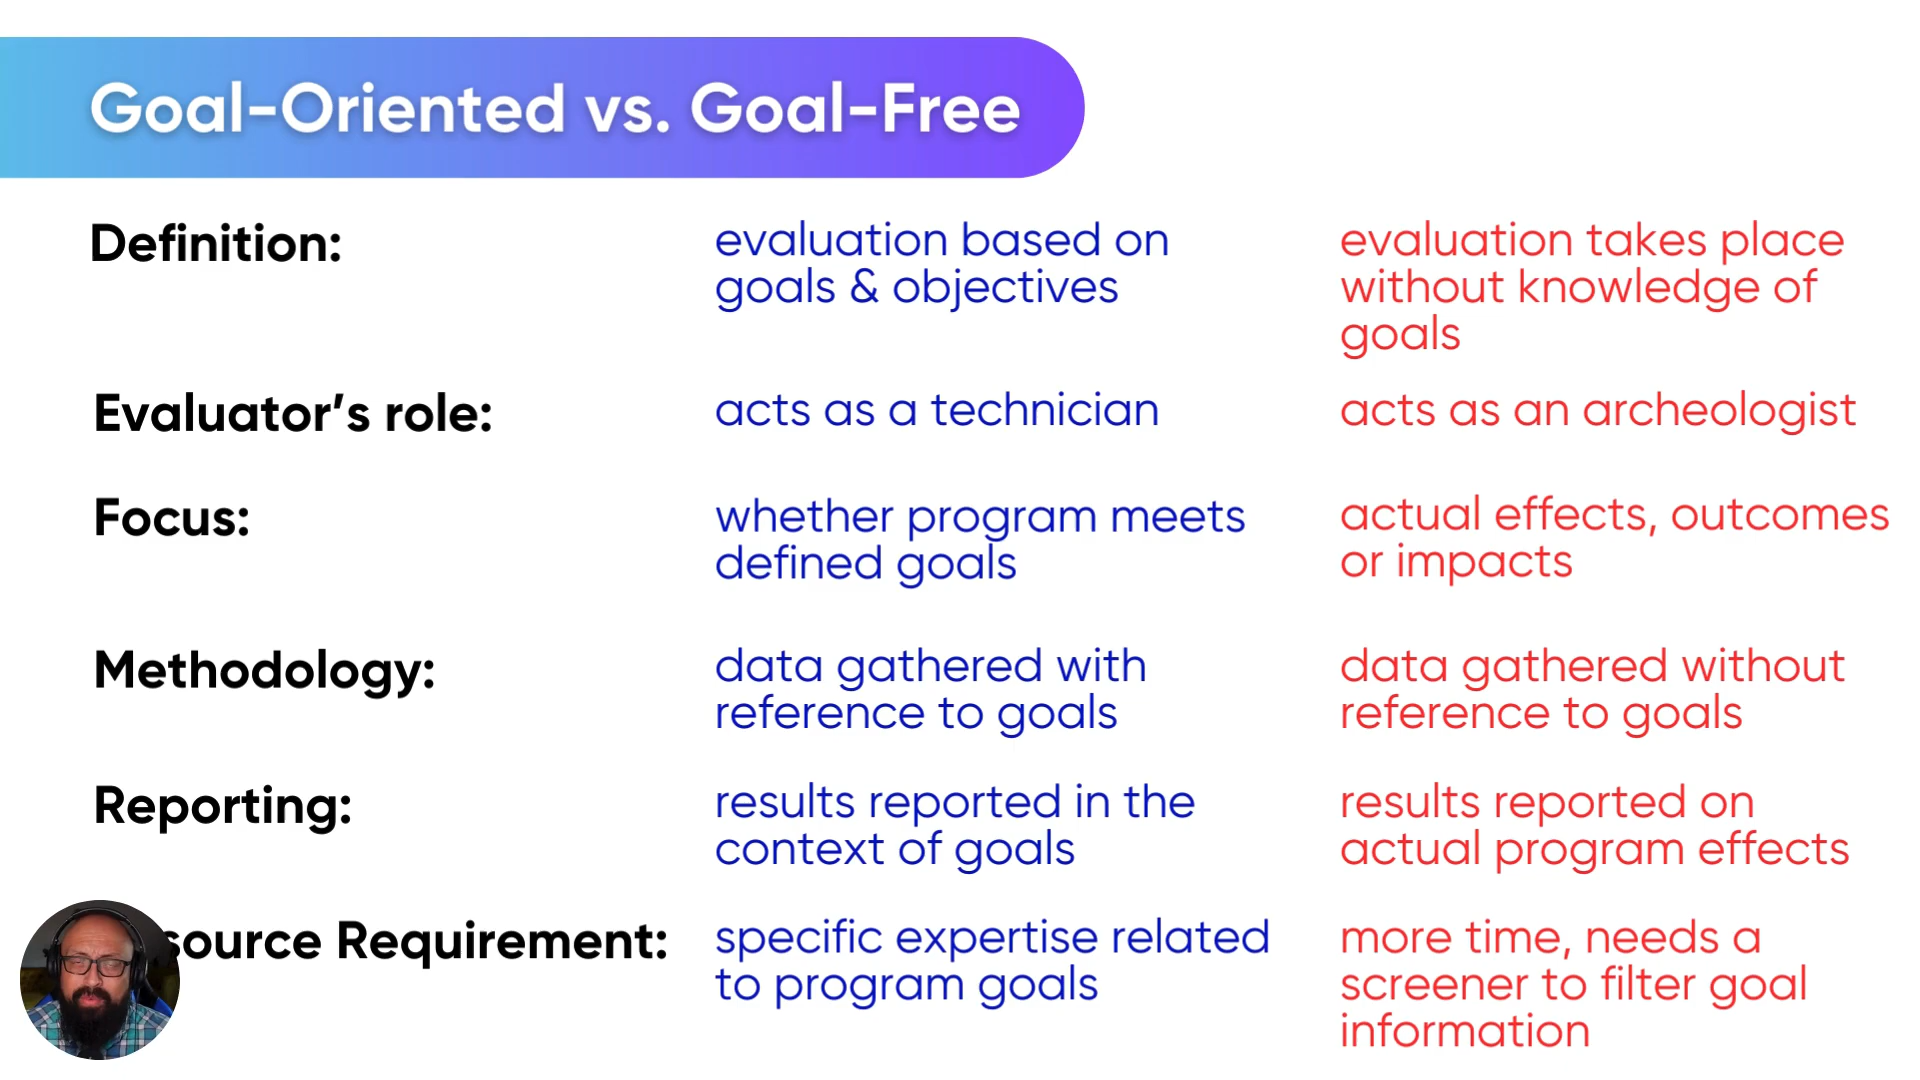 Goal-Oriented vs. Goal-Free
Definition:
evaluation based on
goals & objectives
evaluation takes place
without knowledge of
goals
Evaluator's role:
acts as a technician
acts as an archeologist
Focus:
whether program meets
defined goals
actual effects, outcomes
or impacts
Methodology:
data gathered with
reference to goals
data gathered without
reference to goals
Reporting:
results reported in the
context of goals
results reported on
actual program effects
source Requirement:
specific expertise related
to program goals
more time, needs a
screener to filter goal
information